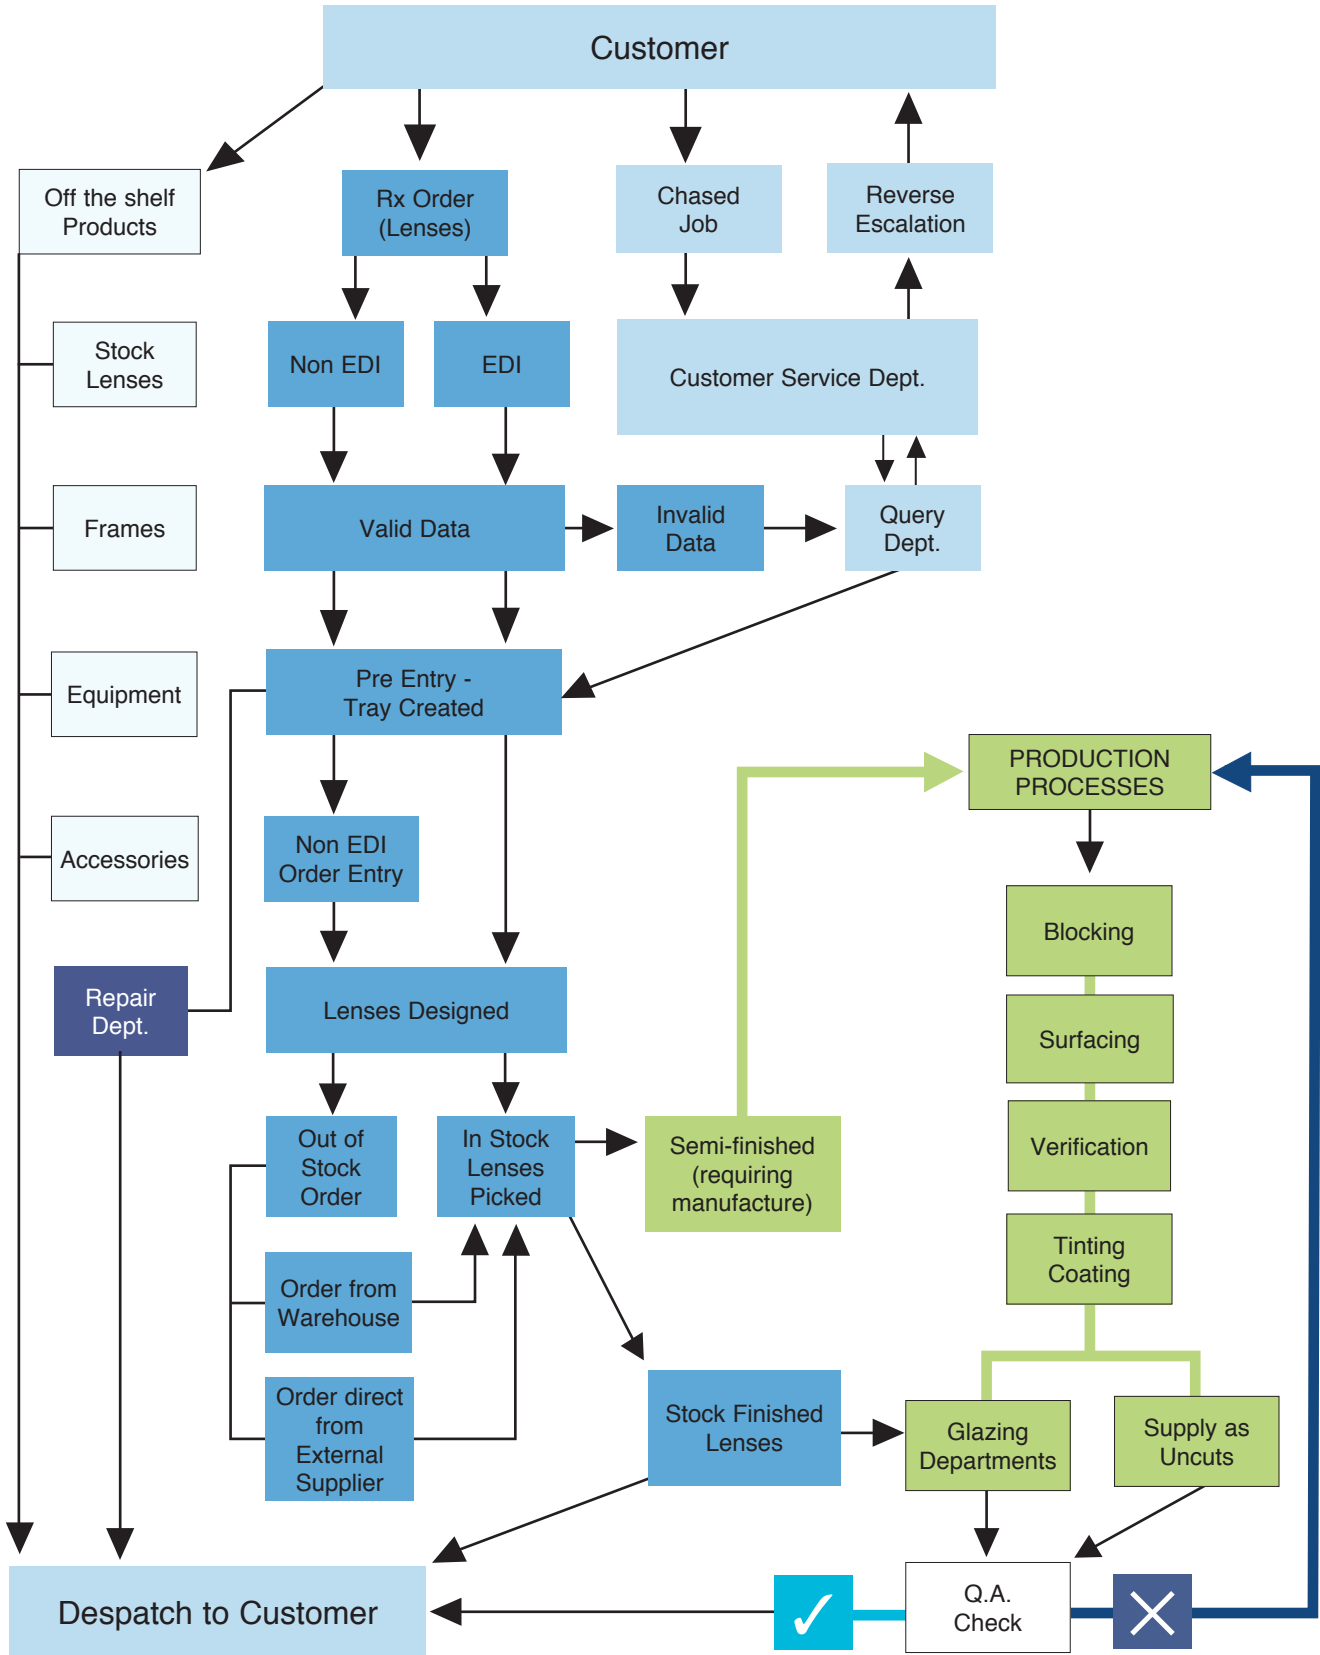 Customer
Off the shelf
Products
Rx Order
(Lenses)
Chased
Job
Reverse
Escalation
Stock
Lenses
Non EDI
EDI
Customer Service Dept.
Frames
Valid Data
Invalid
Data
Query
Dept.
Equipment
Pre Entry -
Tray Created
PRODUCTION
PROCESSES
Accessories
Non EDI
Order Entry
Blocking
Repair
Dept.
Lenses Designed
Surfacing
Out of
Stock
Order
In Stock
Lenses
Picked
Semi-finished
(requiring
manufacture)
Verification
Tinting
Coating
Order from
Warehouse
Order direct
from
External
Supplier
Stock Finished
Lenses
Glazing
Departments
Supply as
Uncuts
Despatch to Customer
Q.A.
Check